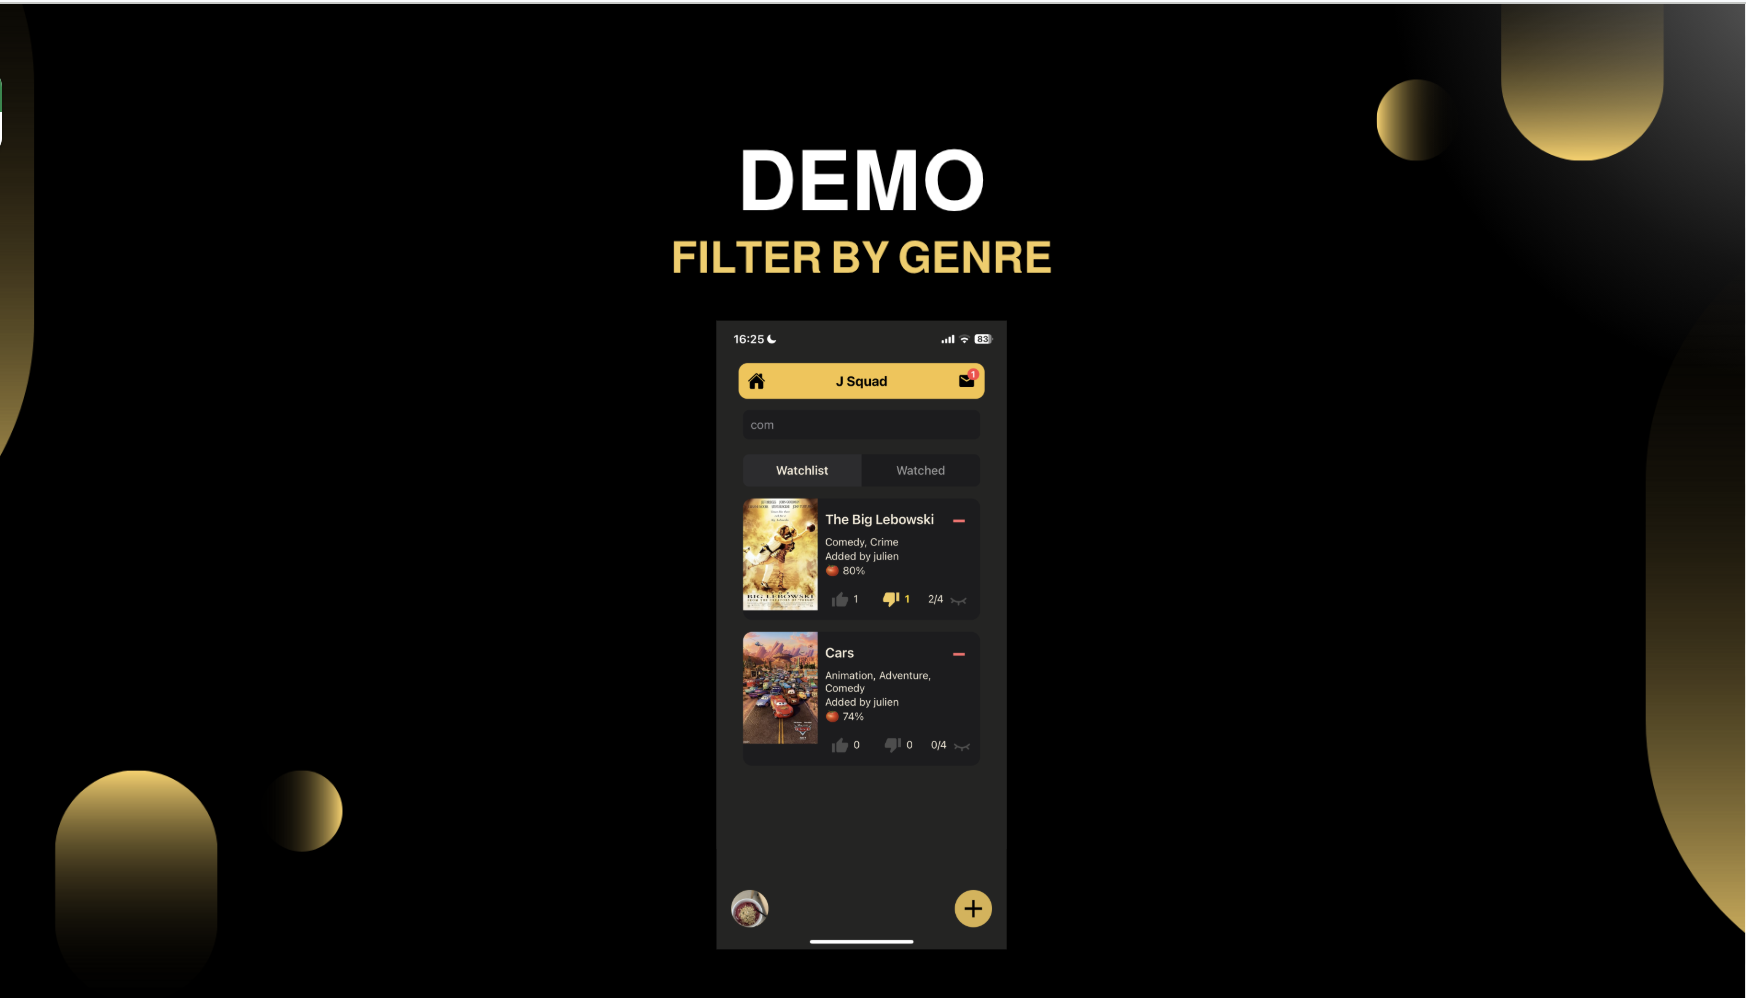 DEMO
FILTER BY GENRE
16:25
83
J Squad
1
com
Watchlist
Watched
The Big Lebowski
Comedy, Crime
Added by julien
80%
1
1
2/4
BIG LEBOWSKI
Cars
Animation, Adventure,
Comedy
Added by julien
74%
0
0
0/4